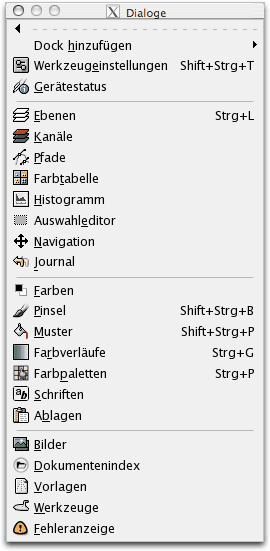 Dialoge
Dock hinzufügen
Werkzeugeinstellungen Shift+Strg+T
Gerätestatus
Ebenen Strg+L
Kanäle
Pfade
Farbtabelle
Histogramm
Auswahleditor
Navigation
Journal
Farben
Pinsel Shift+Strg+B
Muster Shift+Strg+P
Farbverläufe Strg+G
Farbpaletten Strg+P
Schriften
Ablagen
Bilder
Dokumentenindex
Vorlagen
Werkzeuge
Fehleranzeige